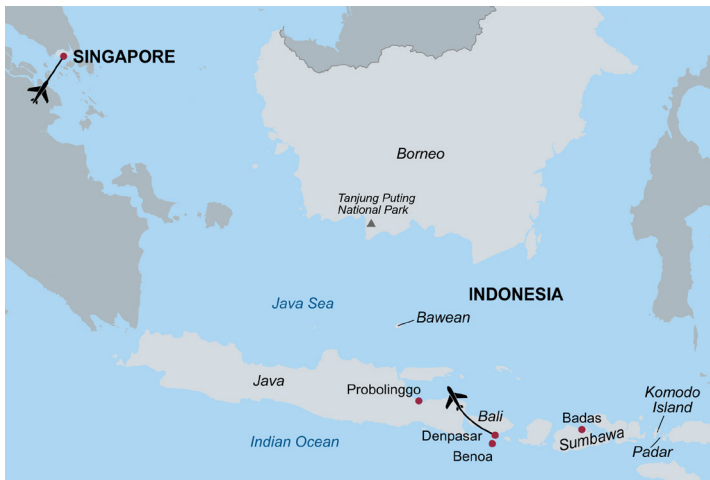 SINGAPORE
Borneo
Tanjung Puting
National Park
INDONESIA
Java Sea
Bawean
Java
Probolinggo
Komodo
Island
Bali
Badas
Denpasar
Sumbawa
Indian Ocean
Benoa
Padar